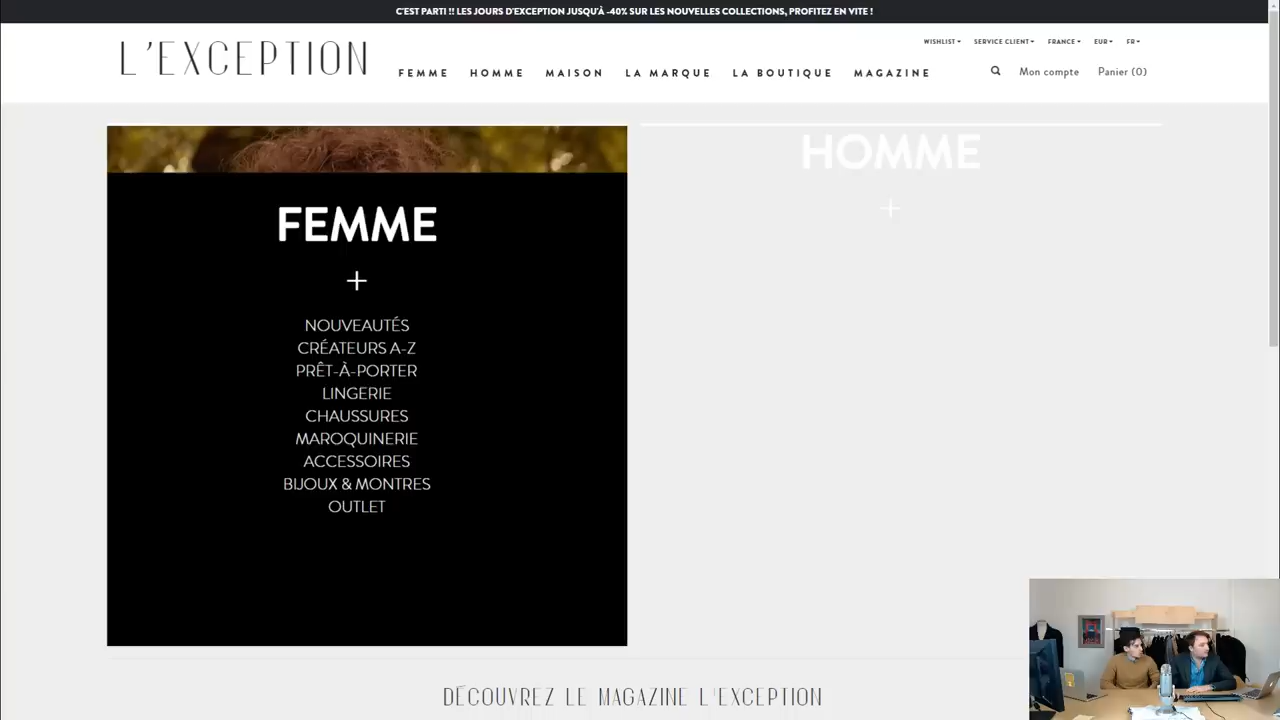 C'EST PARTI !! LES JOURS D'EXCEPTION JUSQU'À -40% SUR LES NOUVELLES COLLECTIONS, PROFITEZ EN VITE !
WISHLIST SERVICE CLIENT FRANCE EUR FR
L'EXCEPTION
FEMME HOMME MAISON LA MARQUE LA BOUTIQUE MAGAZINE
Mon compte Panier (0)
FEMME
+
NOUVEAUTÉS
CRÉATEURS A-Z
PRÊT-À-PORTER
LINGERIE
CHAUSSURES
MAROQUINERIE
ACCESSOIRES
BIJOUX & MONTRES
OUTLET
HOMME
+
DÉCOUVREZ LE MAGAZINE L'EXCEPTION